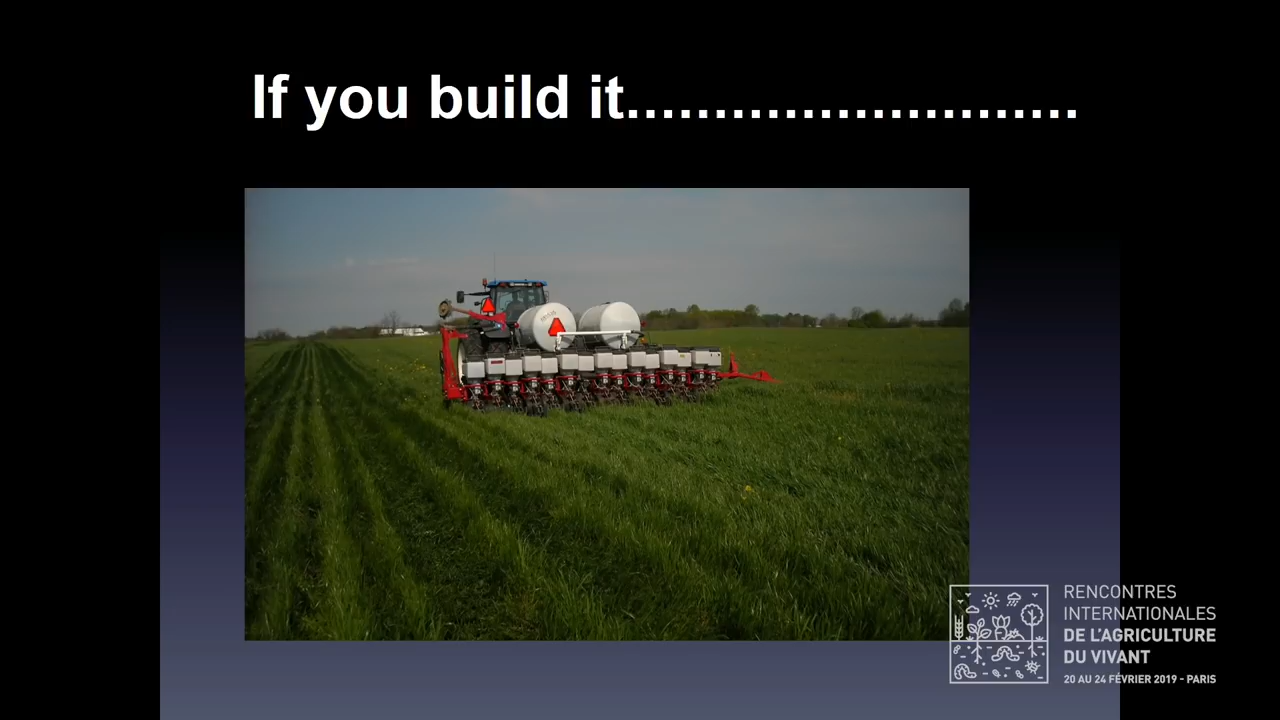 If you build it..........................
RENCONTRES
INTERNATIONALES
DE L'AGRICULTURE
DU VIVANT
20 AU 24 FÉVRIER 2019 - PARIS